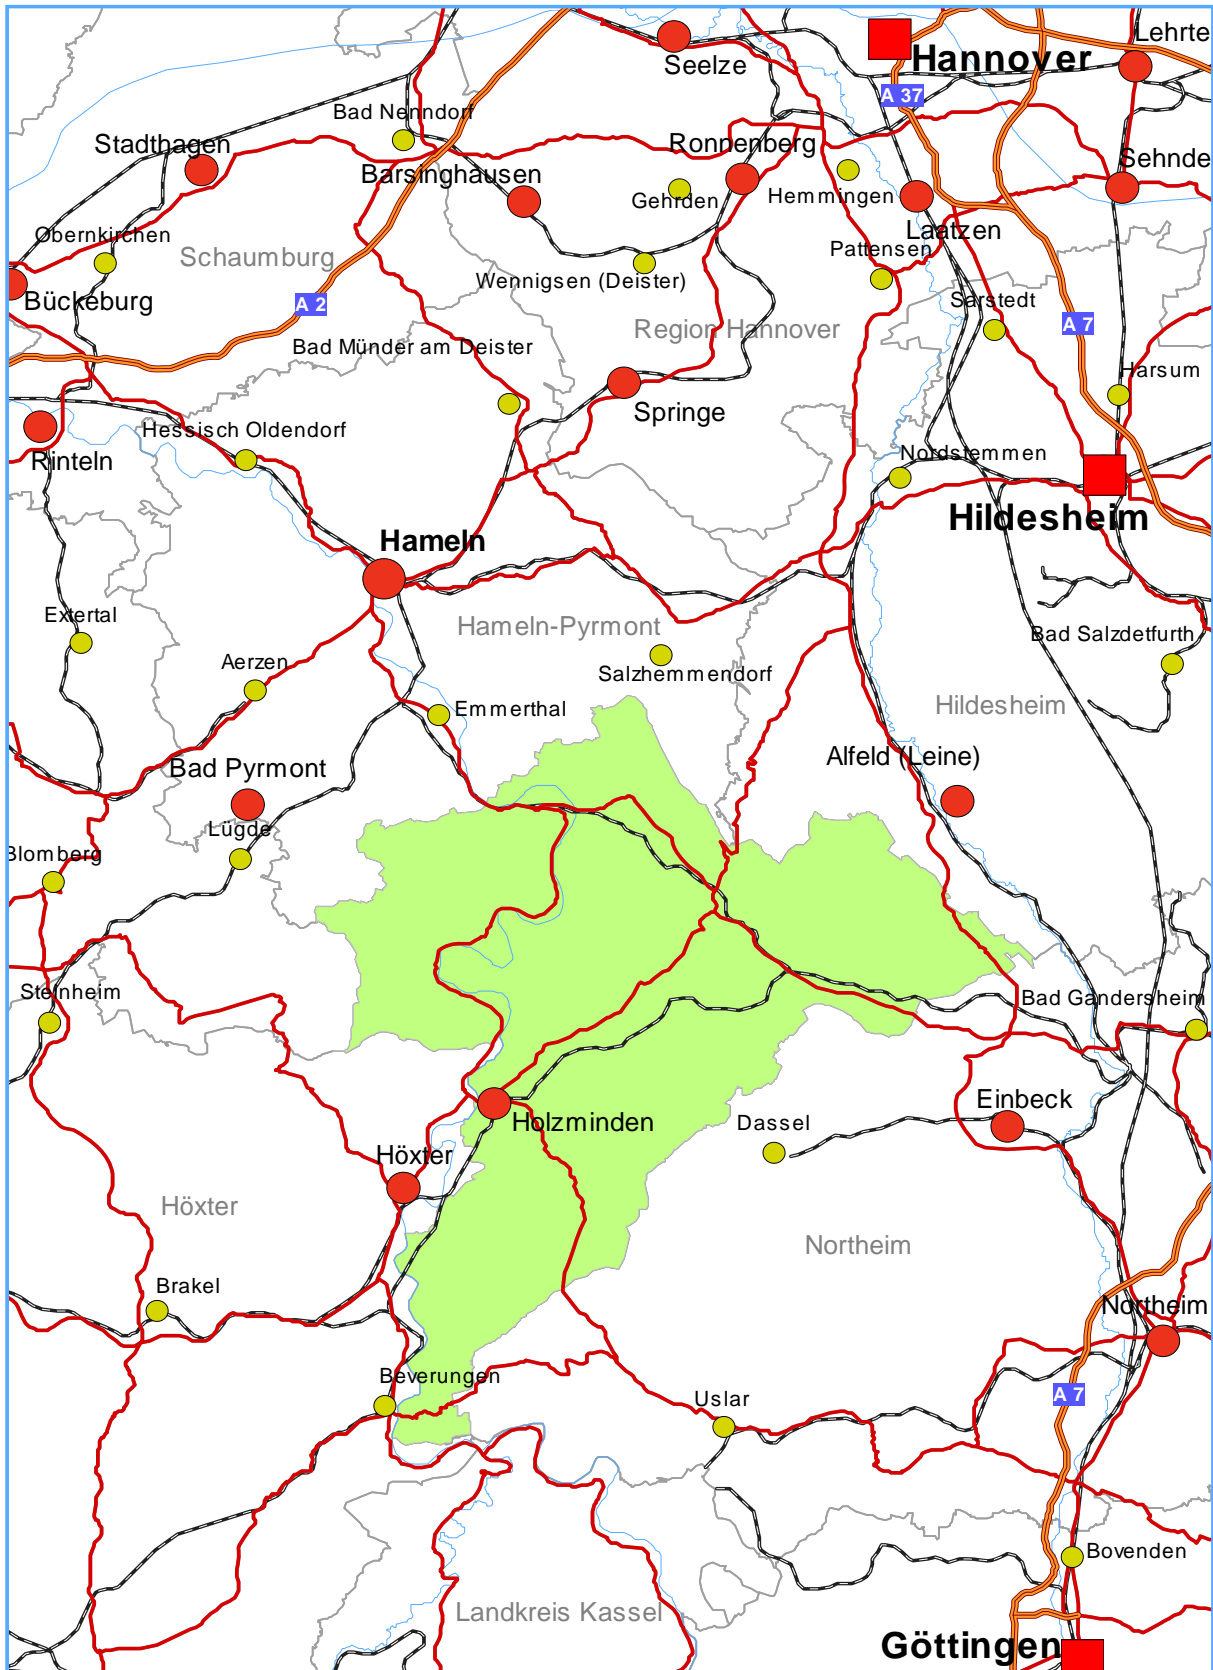 Lehrte
Hannover
Seelze
A 37
Bad Nenndorf
Stadthagen
Ronnenberg
Sehnde
Barsinghausen
Gehrden
Hemmingen
Laatzen
Obernkirchen
Schaumburg
Pattensen
Wennigsen (Deister)
Bückeburg
A 2
Sarstedt
Region Hannover
A 7
Bad Münder am Deister
Harsum
Springe
Hessisch Oldendorf
Rinteln
Nordstemmen
Hildesheim
Hameln
Extertal
Hameln-Pyrmont
Bad Salzdetfurth
Aerzen
Salzhemmendorf
Emmerthal
Hildesheim
Bad Pyrmont
Alfeld (Leine)
Lügde
Blomberg
Steinheim
Bad Gandersheim
Einbeck
Holzminden
Dassel
Höxter
Höxter
Northeim
Brakel
Northeim
Beverungen
Uslar
A 7
Bovenden
Landkreis Kassel
Göttingen